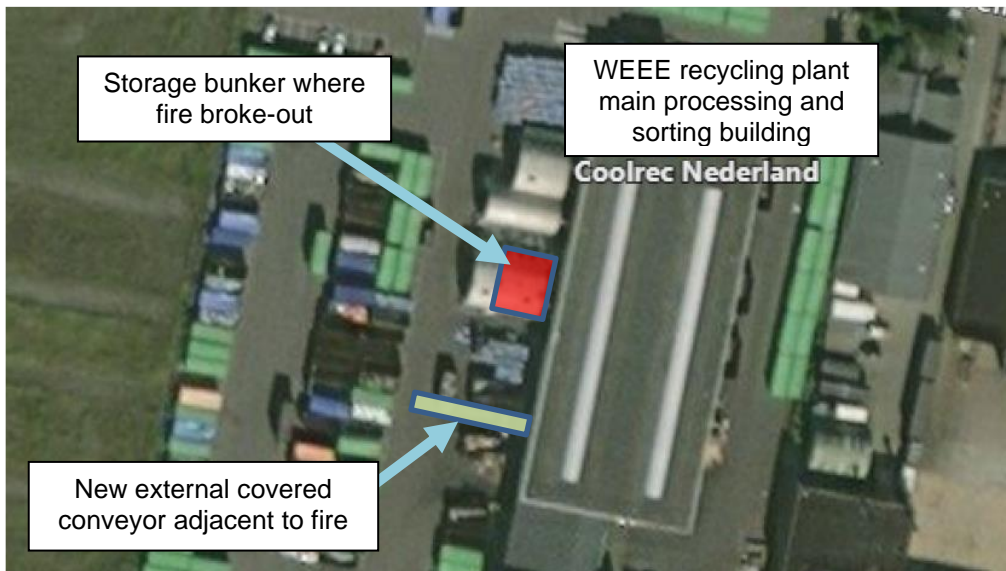 Storage bunker where
fire broke-out
WEEE recycling plant
main processing and
sorting building
Coolrec Nederland
New external covered
conveyor adjacent to fire